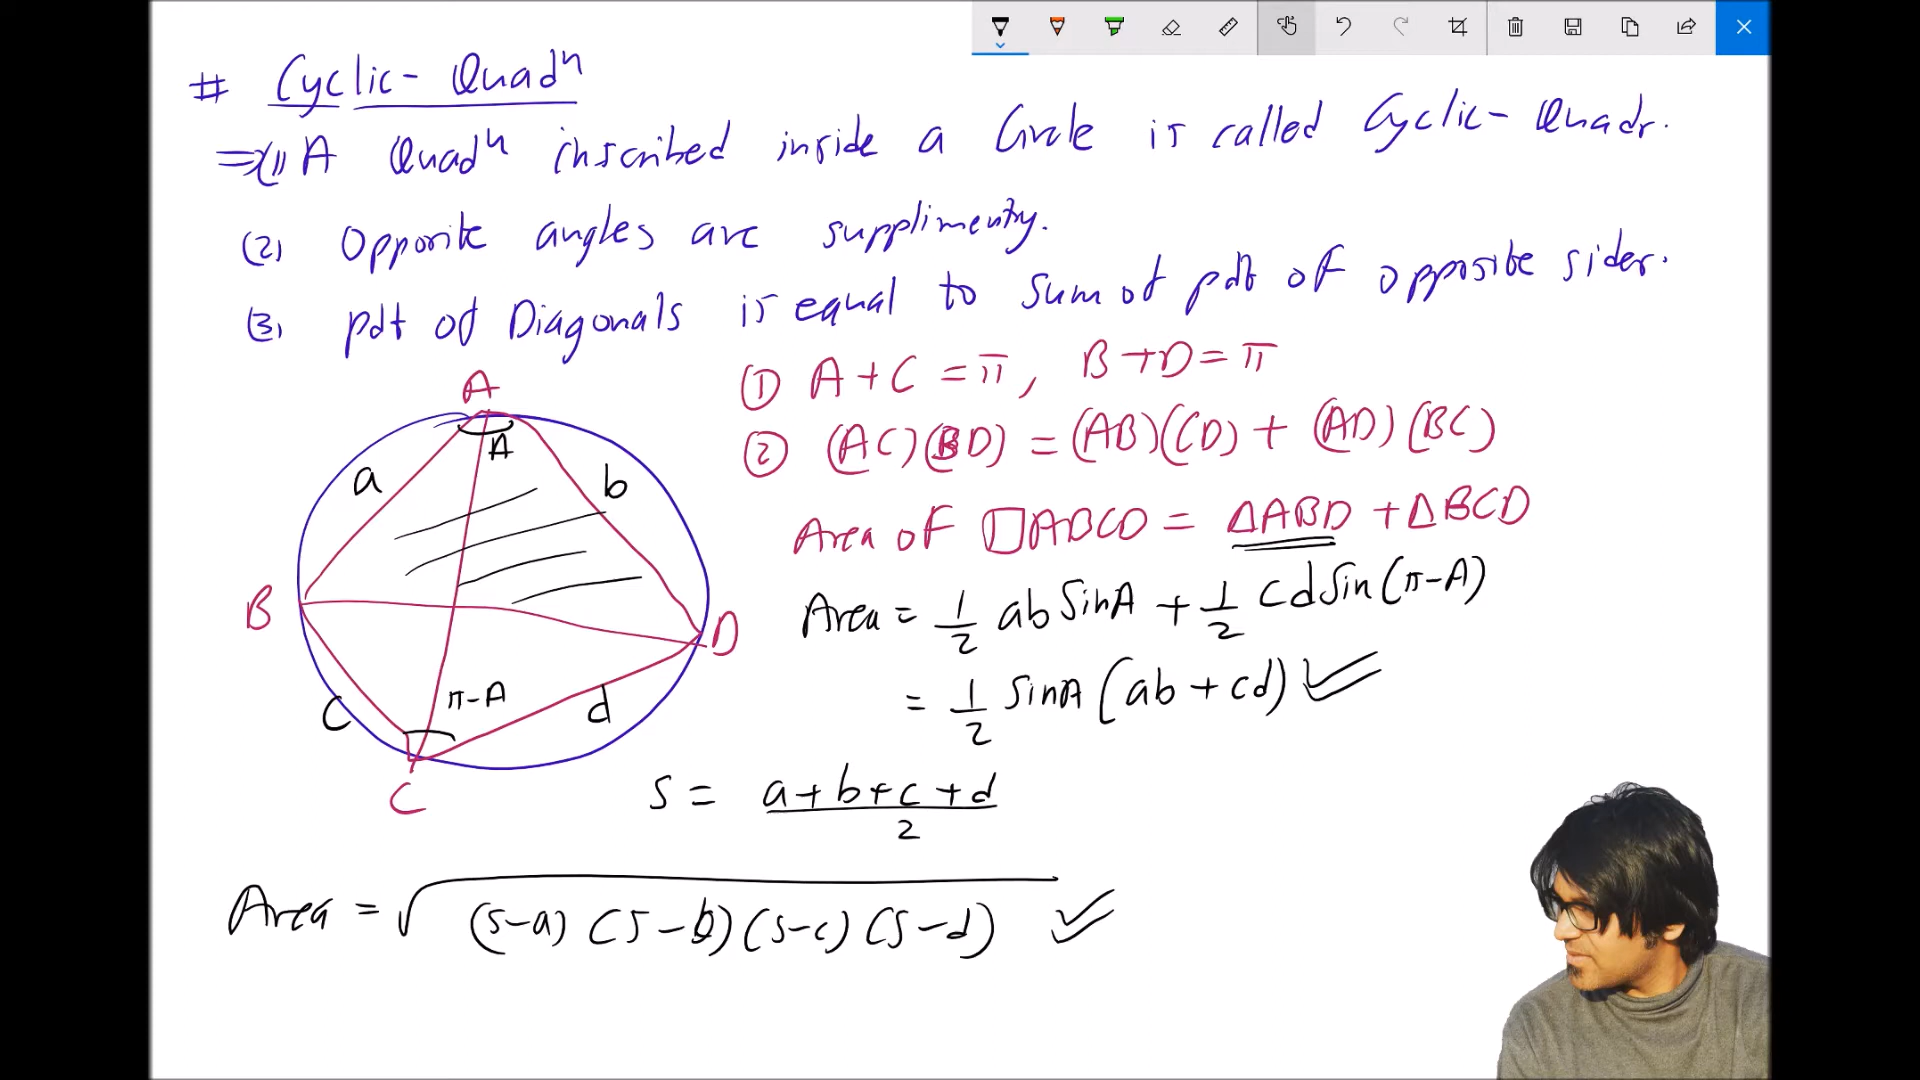 # Cyclic- Quadⁿ
⇒(1) A Quadⁿ inscribed inside a Circle is called Cyclic- Quadr.
(2) Opposite angles are supplimenty.
(3) pdt of Diagonals is equal to sum of pdt of opposite sides.
① A + C = π, B + D = π
② (AC)(BD) = (AB)(CD) + (AD)(BC)
Area of □ABCD = ΔABD + ΔBCD
Area = 1/2 ab SinA + 1/2 cd Sin(π-A)
= 1/2 SinA (ab + cd) ✓
A
A
a
b
B
D
C
π-A
d
C
S = a+b+c+d / 2
Area = √(s-a)(s-b)(s-c)(s-d) ✓